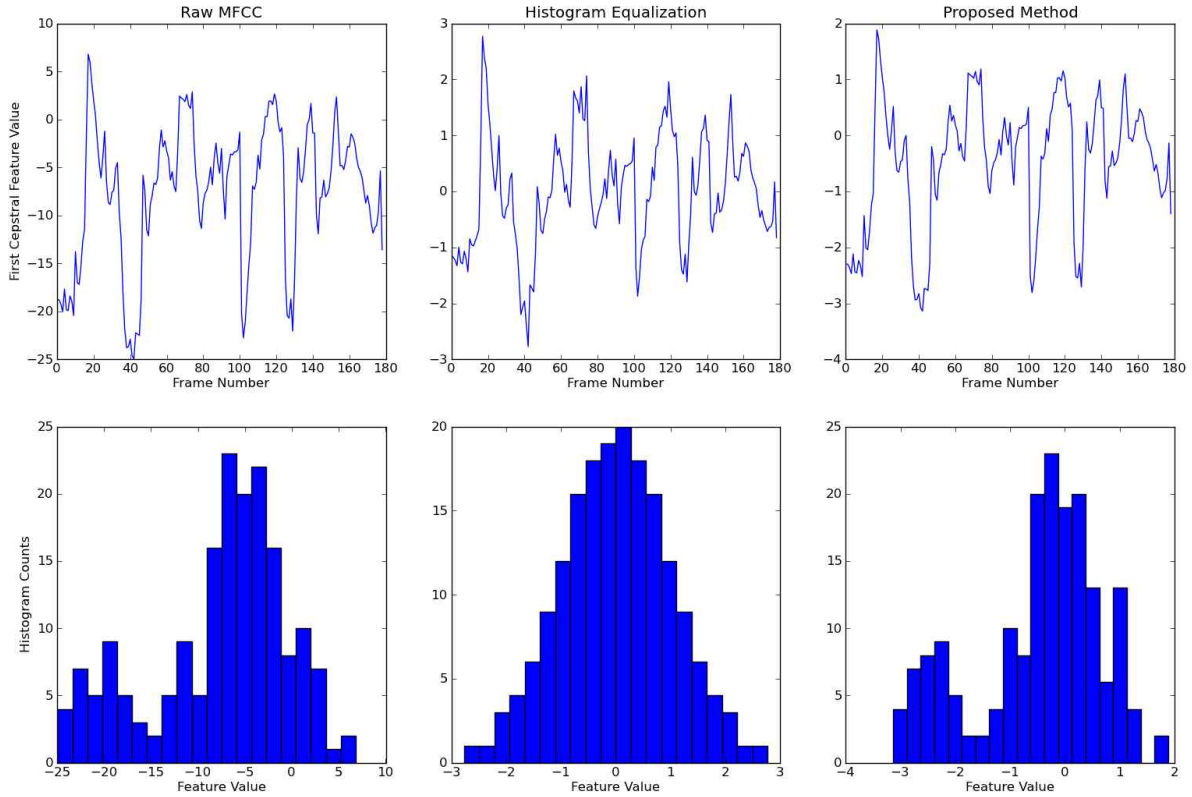 Raw MFCC
Histogram Equalization
Proposed Method
First Cepstral Feature Value
10
5
0
−5
−10
−15
−20
−25
0 20 40 60 80 100 120 140 160 180
Frame Number
3
2
1
0
−1
−2
−3
0 20 40 60 80 100 120 140 160 180
Frame Number
2
1
0
−1
−2
−3
−4
0 20 40 60 80 100 120 140 160 180
Frame Number
Histogram Counts
25
20
15
10
5
0
−25 −20 −15 −10 −5 0 5 10
Feature Value
20
15
10
5
0
−3 −2 −1 0 1 2 3
Feature Value
25
20
15
10
5
0
−4 −3 −2 −1 0 1 2
Feature Value